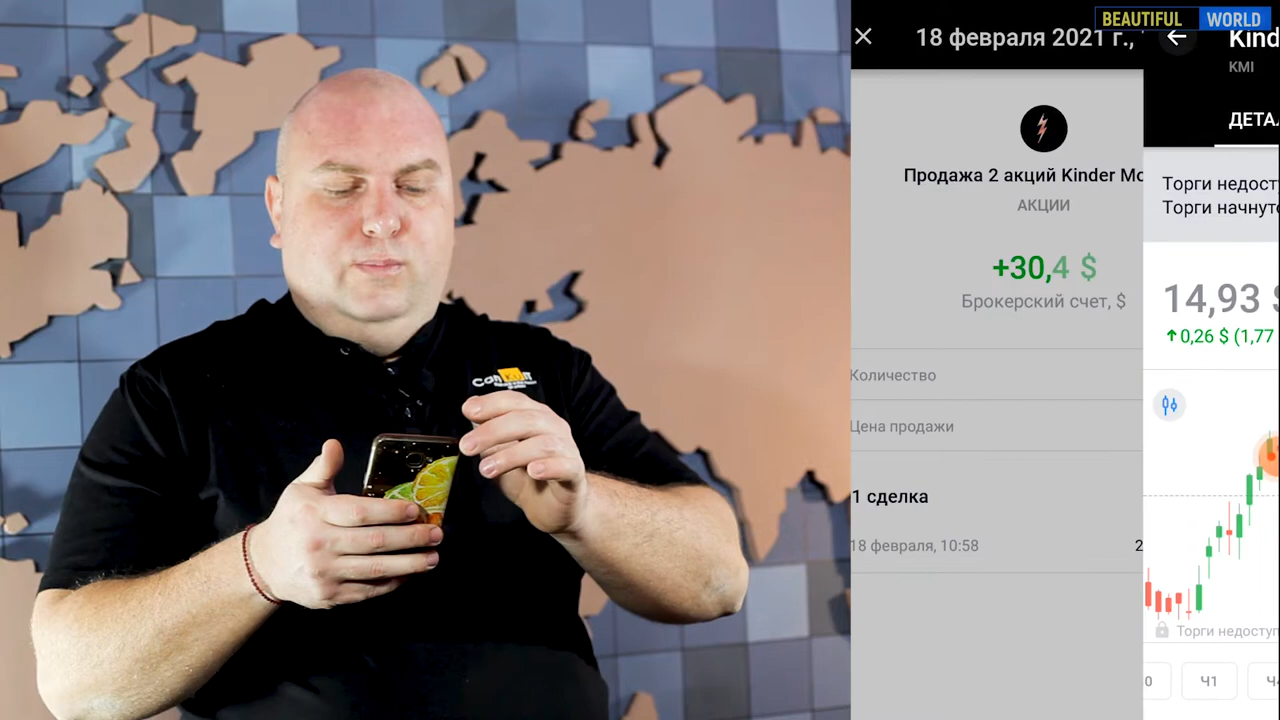 BEAUTIFUL WORLD
18 февраля 2021 г.,
Kind
KMI
ДЕТА
Продажа 2 акций Kinder Mo
АКЦИИ
+30,4 $
Брокерский счет, $
Количество
Цена продажи
1 сделка
18 февраля, 10:58
2
Торги недост
Торги начнут
14,93 $
0,26 $ (1,77
Торги недоступ
Ч1